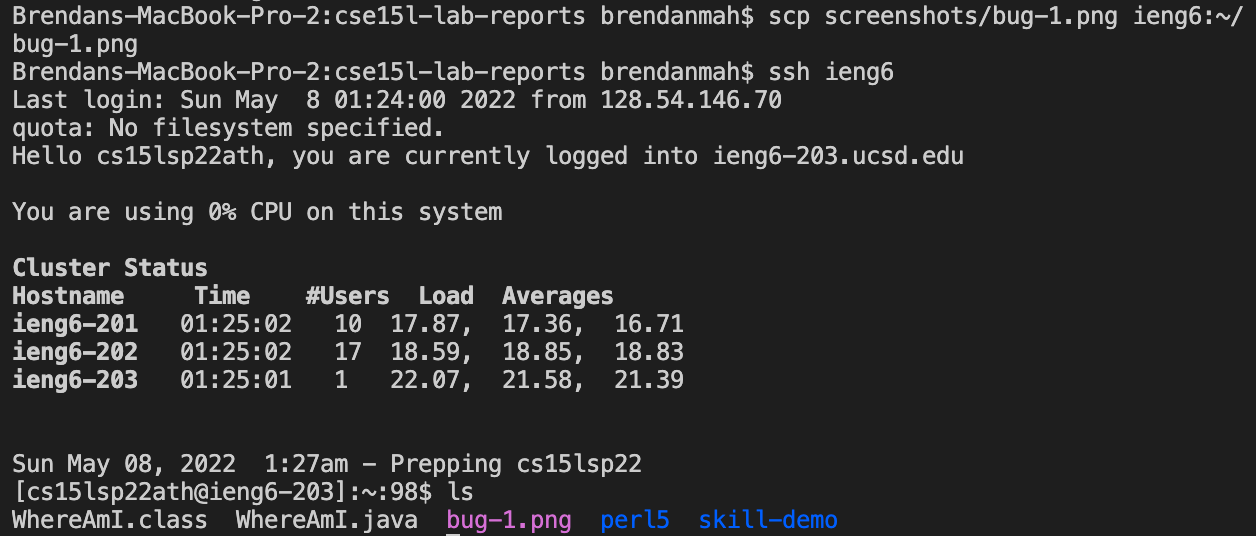 Brendans-MacBook-Pro-2:cse15l-lab-reports brendanmah$ scp screenshots/bug-1.png ieng6:~/
bug-1.png
Brendans-MacBook-Pro-2:cse15l-lab-reports brendanmah$ ssh ieng6
Last login: Sun May  8 01:24:00 2022 from 128.54.146.70
quota: No filesystem specified.
Hello cs15lsp22ath, you are currently logged into ieng6-203.ucsd.edu
You are using 0% CPU on this system
Cluster Status
Hostname     Time    #Users  Load  Averages
ieng6-201   01:25:02   10  17.87,  17.36,  16.71
ieng6-202   01:25:02   17  18.59,  18.85,  18.83
ieng6-203   01:25:01   1   22.07,  21.58,  21.39
Sun May 08, 2022  1:27am - Prepping cs15lsp22
[cs15lsp22ath@ieng6-203]:~:98$ ls
WhereAmI.class  WhereAmI.java  bug-1.png  perl5  skill-demo